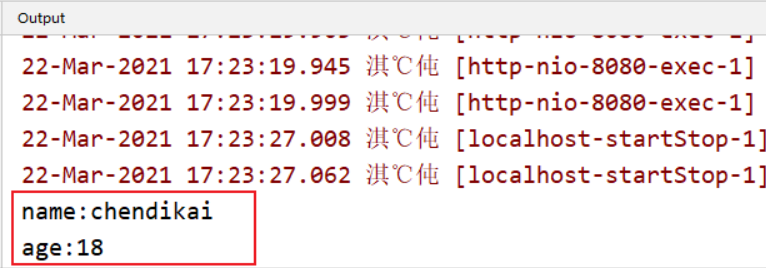 Output
22-Mar-2021 17:23:19.945 淇℃伅 [http-nio-8080-exec-1]
22-Mar-2021 17:23:19.999 淇℃伅 [http-nio-8080-exec-1]
22-Mar-2021 17:23:27.008 淇℃伅 [localhost-startStop-1]
22-Mar-2021 17:23:27.062 淇℃伅 [localhost-startStop-1]
name:chendikai
age:18